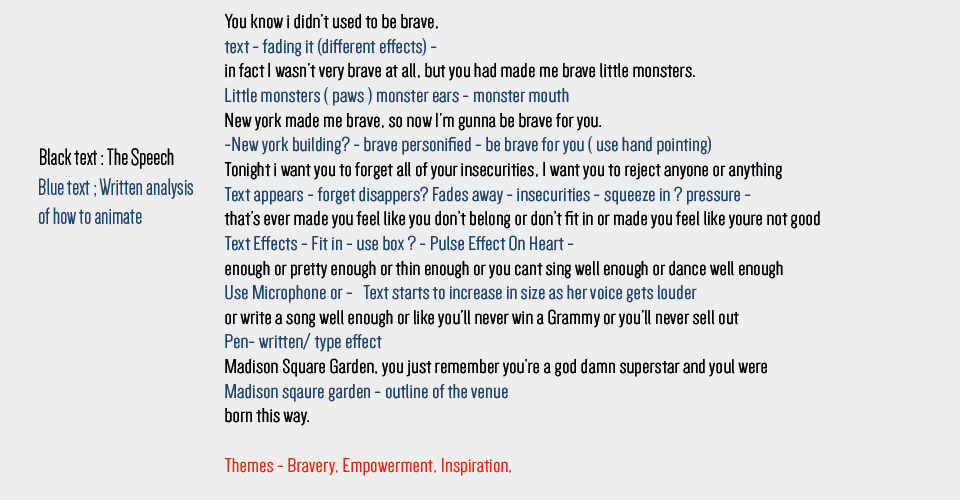 You know i didn't used to be brave,
text - fading it (different effects) -
in fact I wasn't very brave at all, but you had made me brave little monsters.
Little monsters ( paws ) monster ears - monster mouth
New york made me brave, so now I'm gunna be brave for you.
-New york building? - brave personified - be brave for you ( use hand pointing)
Tonight i want you to forget all of your insecurities, I want you to reject anyone or anything
Text appears - forget disappers? Fades away - insecurities - squeeze in ? pressure -
that's ever made you feel like you don't belong or don't fit in or made you feel like youre not good
Text Effects - Fit in - use box ? - Pulse Effect On Heart -
enough or pretty enough or thin enough or you cant sing well enough or dance well enough
Use Microphone or - Text starts to increase in size as her voice gets louder
or write a song well enough or like you'll never win a Grammy or you'll never sell out
Pen- written/ type effect
Madison Square Garden, you just remember you're a god damn superstar and youl were
Madison sqaure garden - outline of the venue
born this way.
Themes - Bravery, Empowerment, Inspiration,
Black text : The Speech
Blue text ; Written analysis
of how to animate